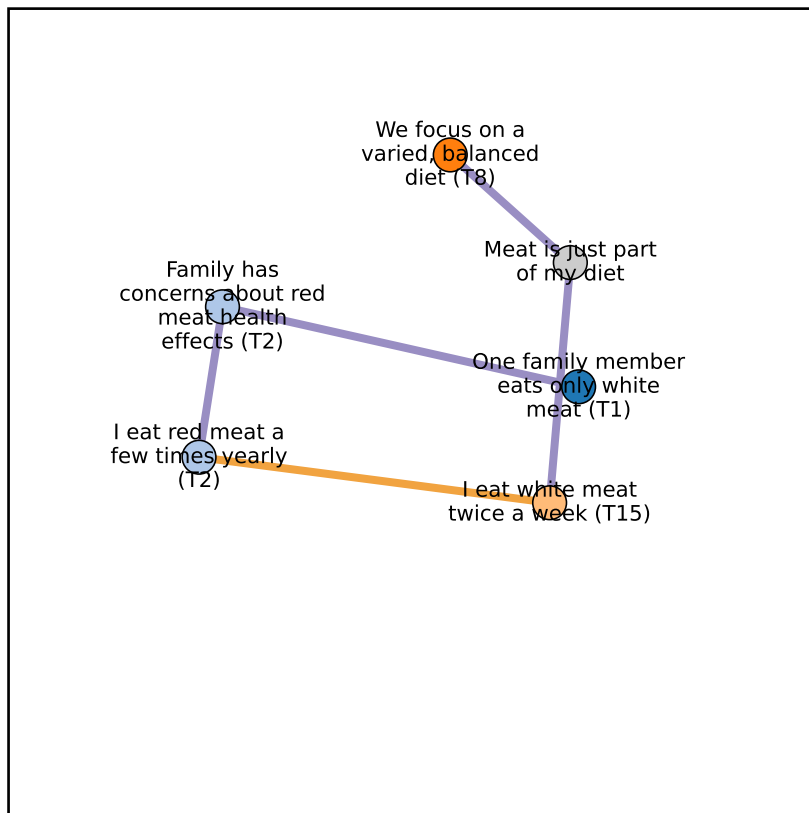 We focus on a
varied, balanced
diet (T8)
Meat is just part
of my diet
Family has
concerns about red
meat health
effects (T2)
One family member
eats only white
meat (T1)
I eat red meat a
few times yearly
(T2)
I eat white meat
twice a week (T15)